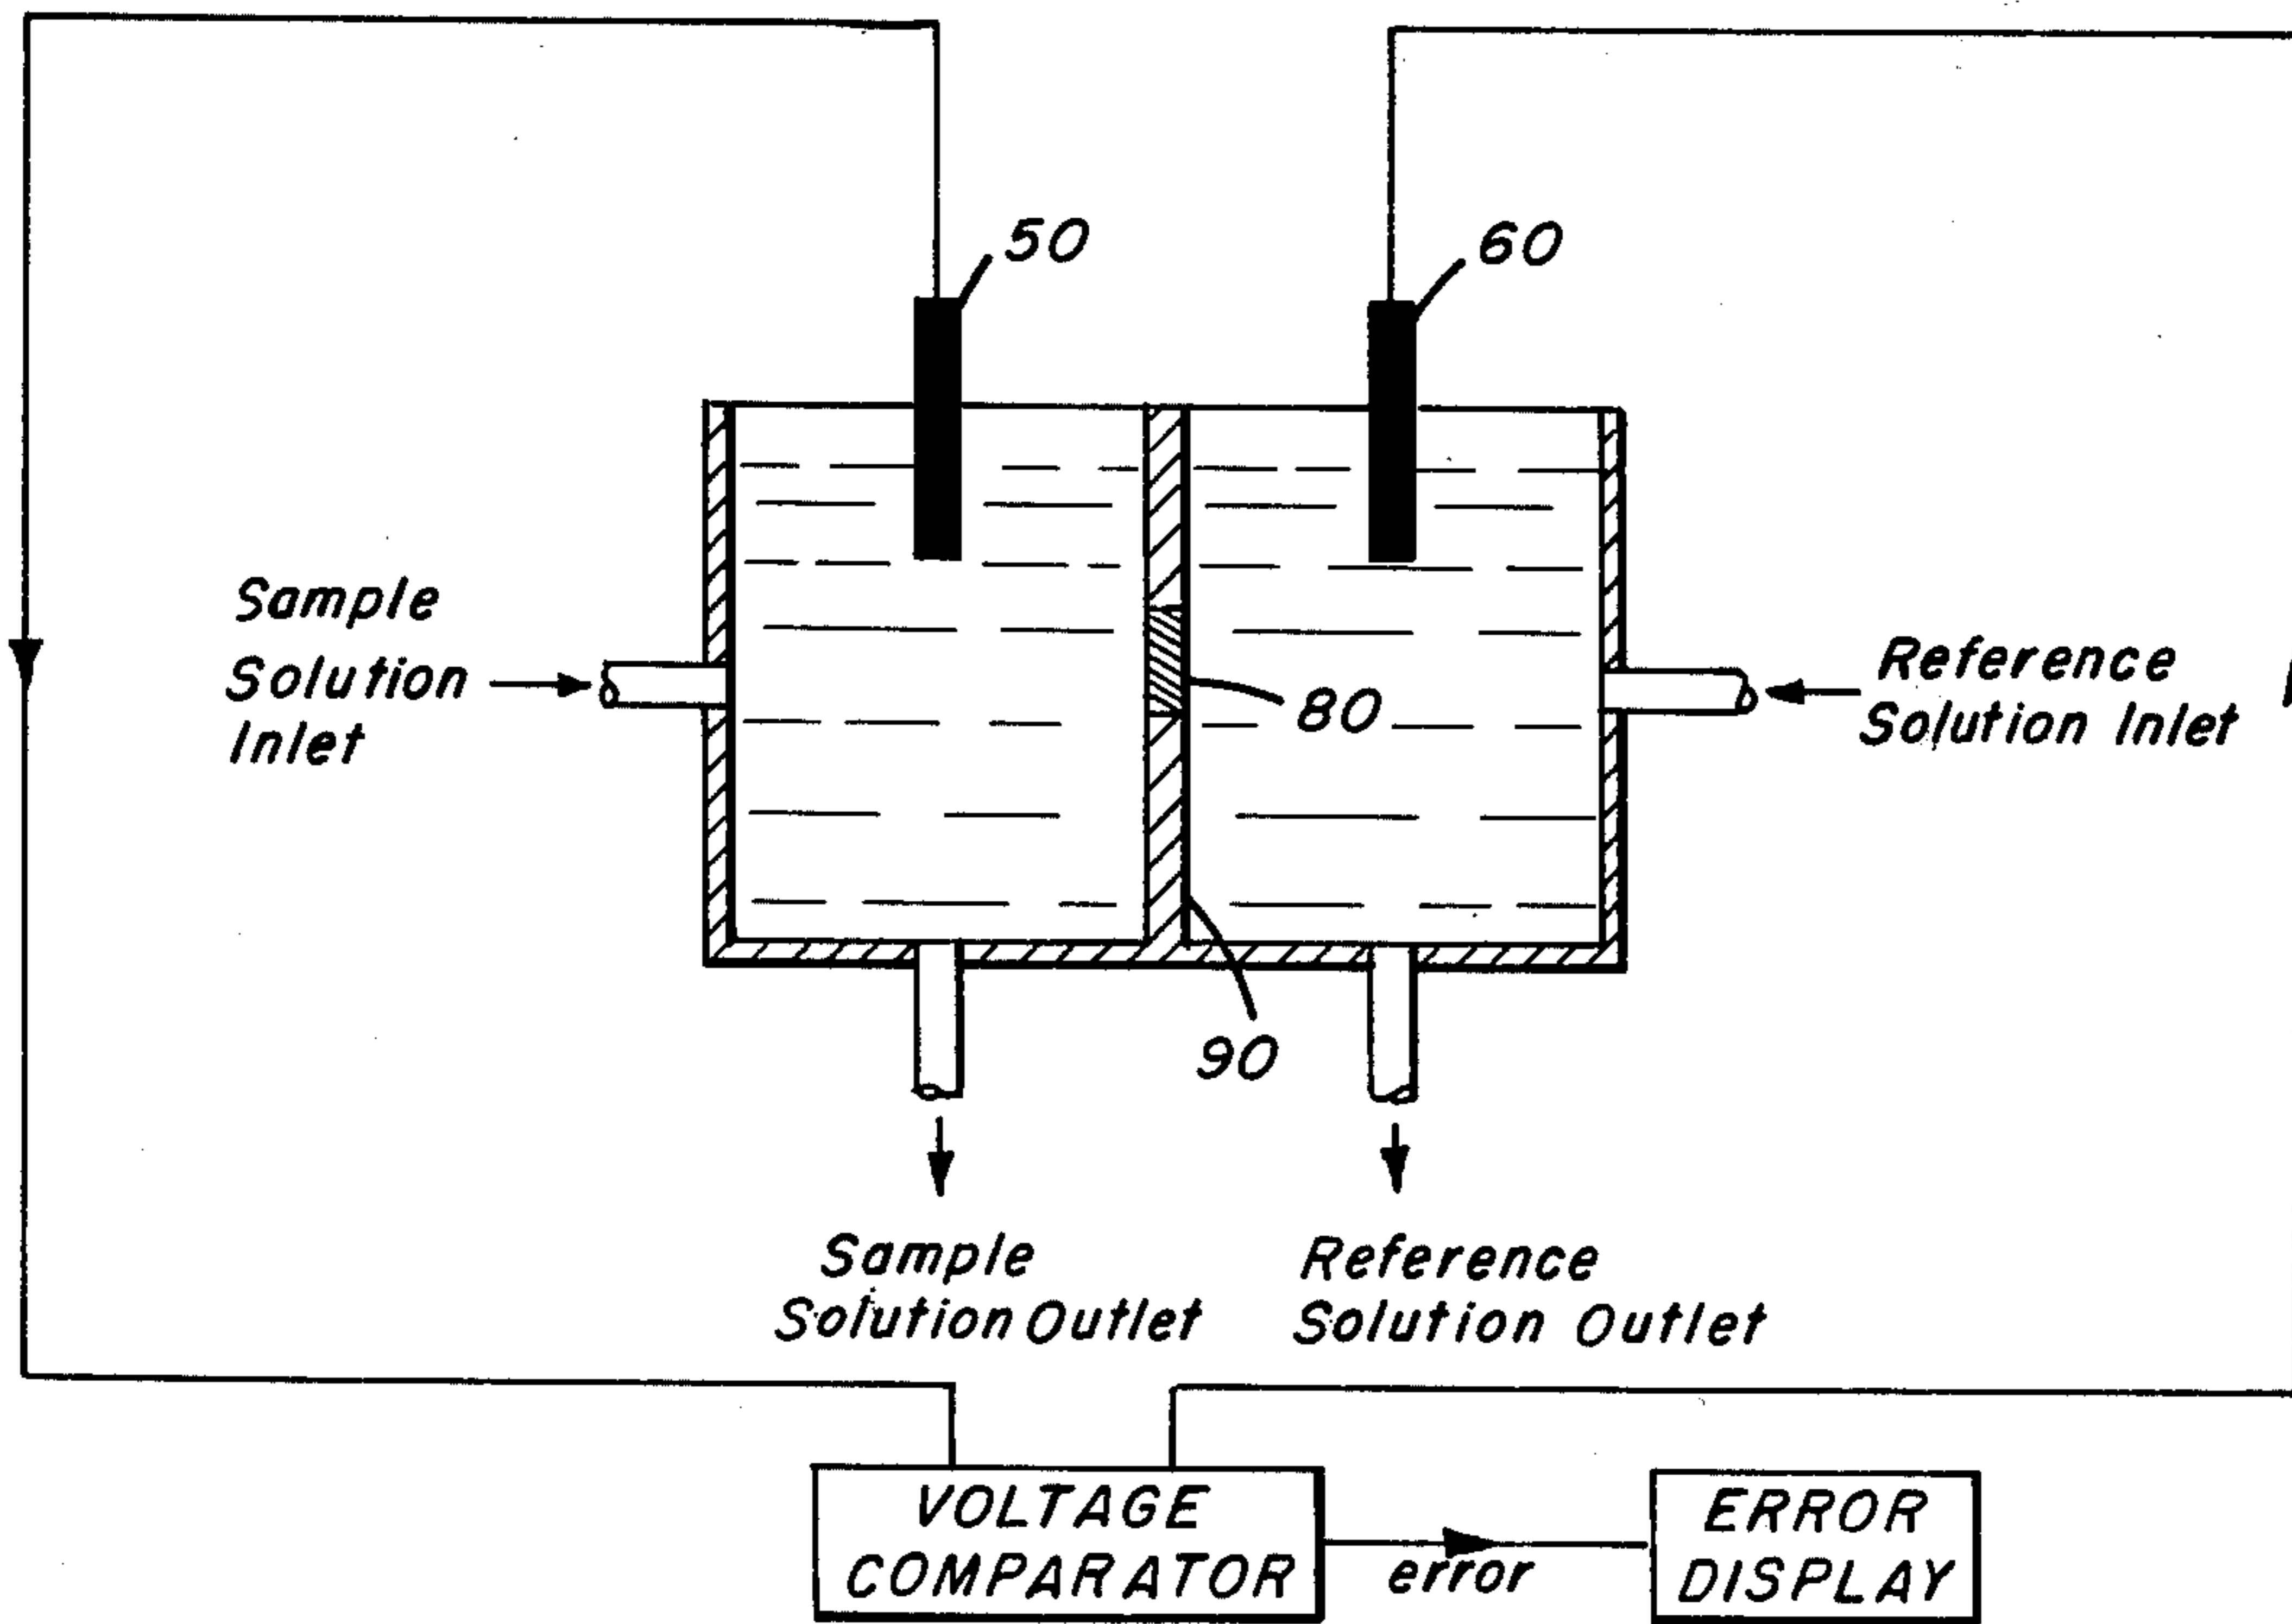 50
60
Sample
Solution
Inlet
80
Reference
Solution Inlet
90
Sample
Solution Outlet
Reference
Solution Outlet
VOLTAGE
COMPARATOR
error
ERROR
DISPLAY